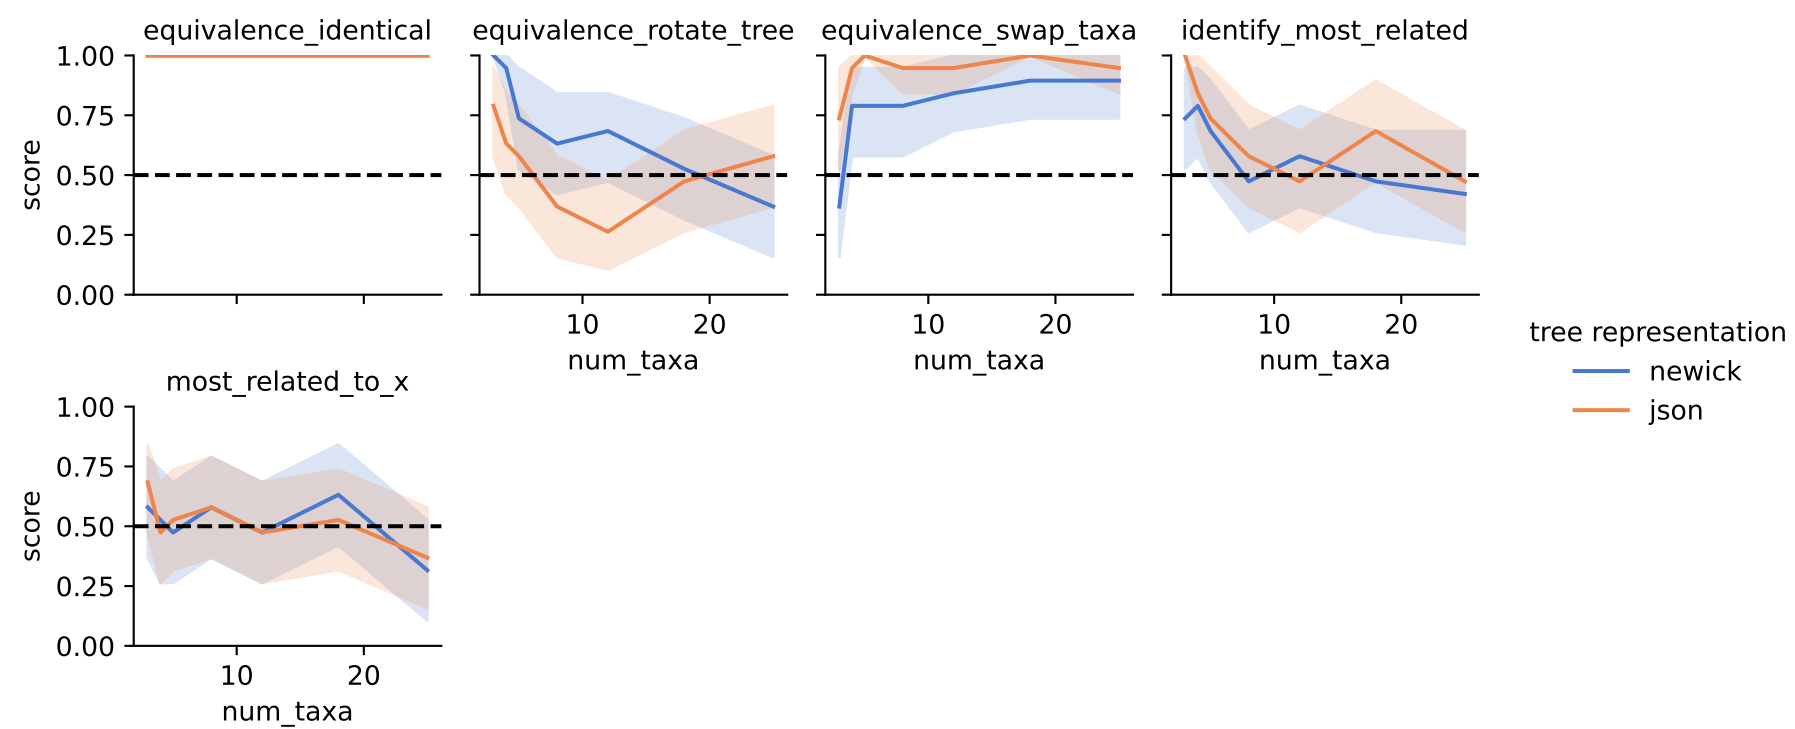 equivalence_identical equivalence_rotate_tree equivalence_swap_taxa identify_most_related
1.00
0.75
0.50
0.25
0.00
score
10 20 10 20 10 20
num_taxa num_taxa num_taxa
tree representation
newick
json
most_related_to_x
1.00
0.75
0.50
0.25
0.00
score
10 20
num_taxa